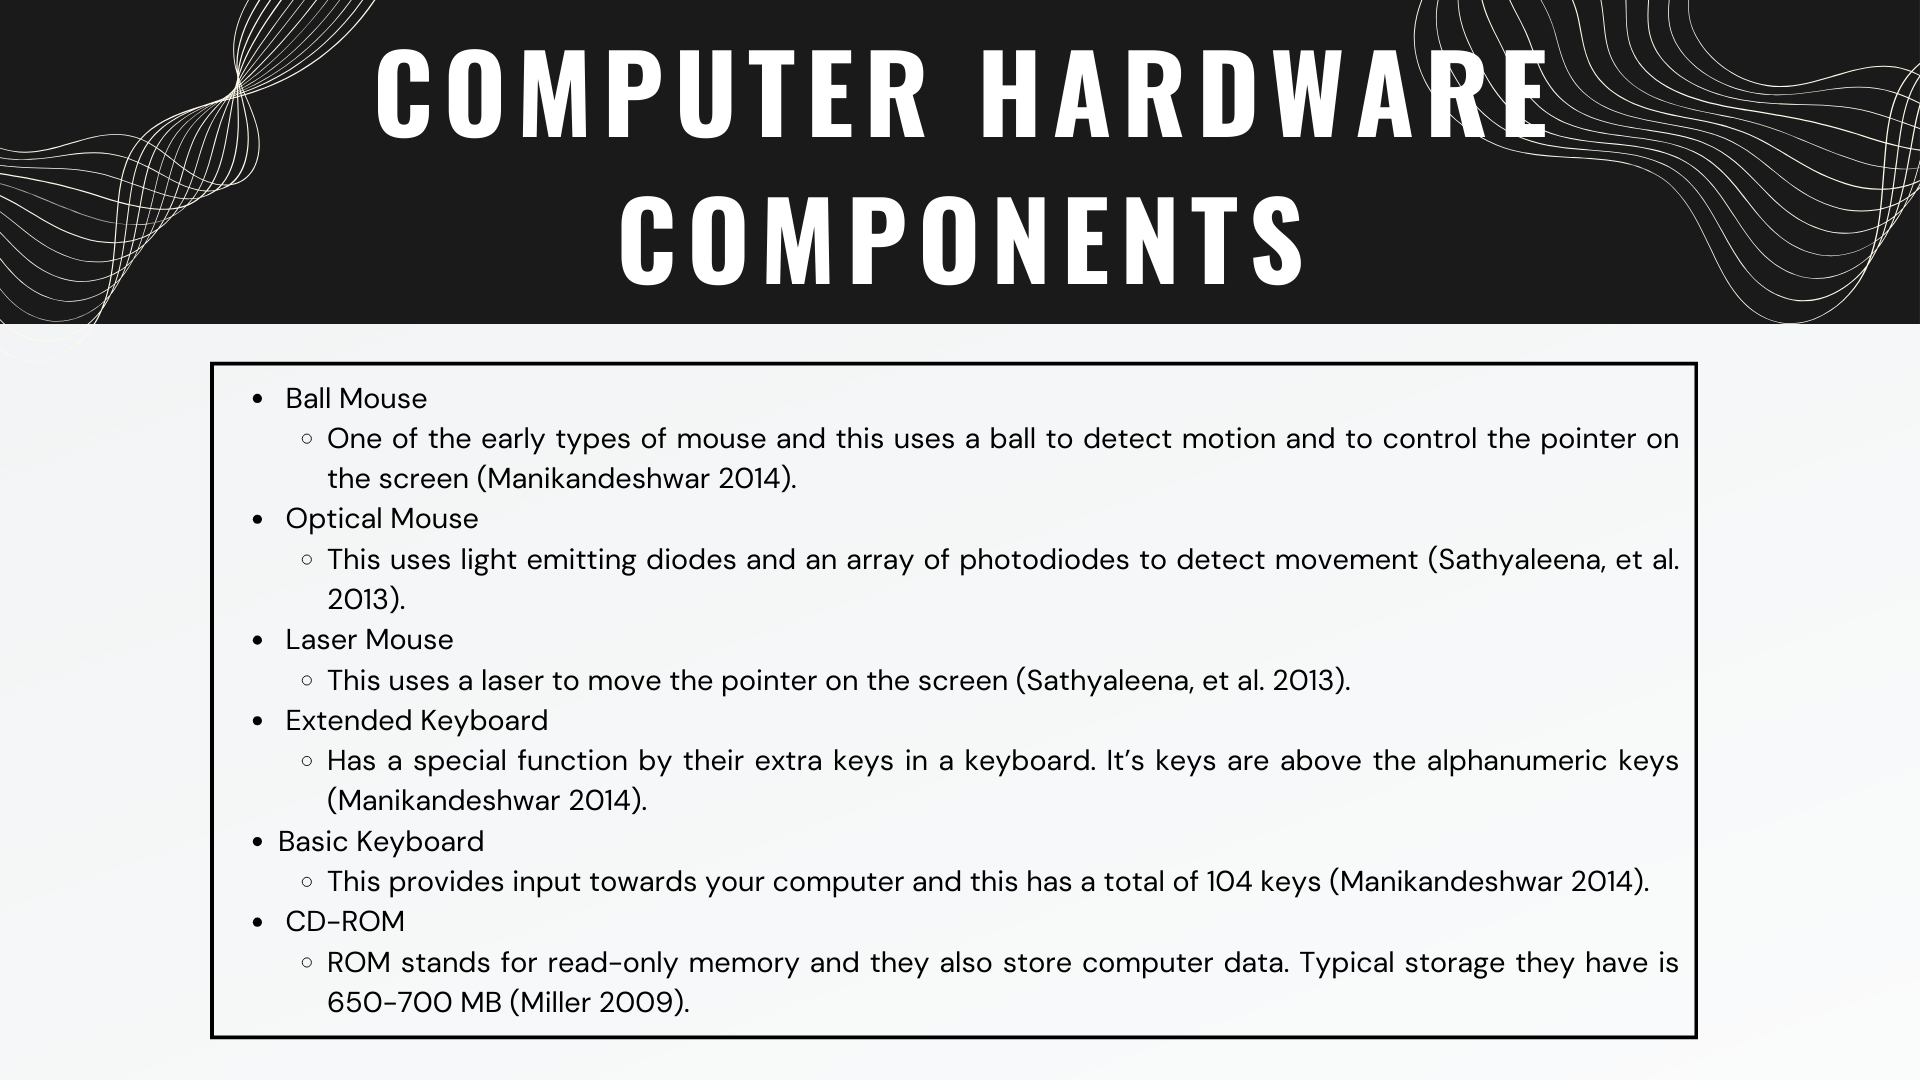 COMPUTER HARDWARE
COMPONENTS
• Ball Mouse
◦ One of the early types of mouse and this uses a ball to detect motion and to control the pointer on
the screen (Manikandeshwar 2014).
• Optical Mouse
◦ This uses light emitting diodes and an array of photodiodes to detect movement (Sathyaleena, et al.
2013).
• Laser Mouse
◦ This uses a laser to move the pointer on the screen (Sathyaleena, et al. 2013).
• Extended Keyboard
◦ Has a special function by their extra keys in a keyboard. It’s keys are above the alphanumeric keys
(Manikandeshwar 2014).
• Basic Keyboard
◦ This provides input towards your computer and this has a total of 104 keys (Manikandeshwar 2014).
• CD-ROM
◦ ROM stands for read-only memory and they also store computer data. Typical storage they have is
650-700 MB (Miller 2009).